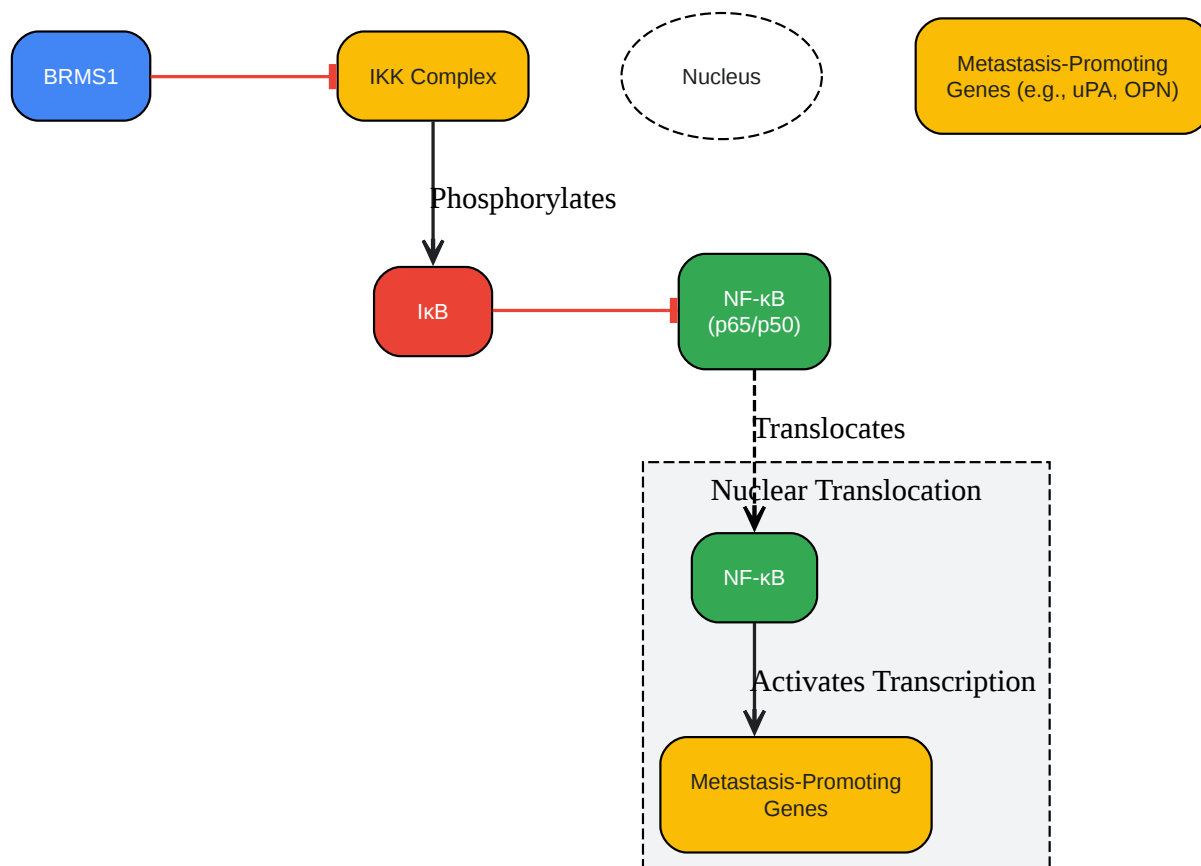 BRMS1
IKK Complex
Nucleus
Metastasis-Promoting
Genes (e.g., uPA, OPN)
Phosphorylates
IκB
NF-κB
(p65/p50)
Translocates
Nuclear Translocation
NF-κB
Activates Transcription
Metastasis-Promoting
Genes